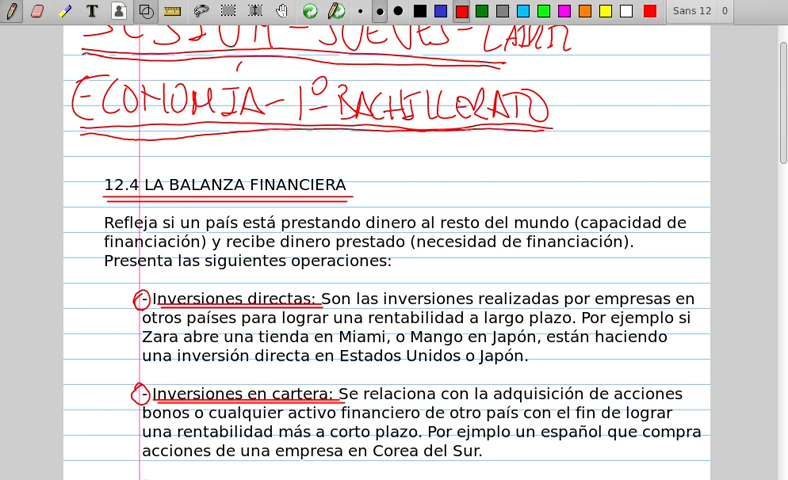 Sans 12 0
SESIÓN - JUEVES -
ECONOMÍA - 1º BACHILLERATO
12.4 LA BALANZA FINANCIERA
Refleja si un país está prestando dinero al resto del mundo (capacidad de
financiación) y recibe dinero prestado (necesidad de financiación).
Presenta las siguientes operaciones:
- Inversiones directas: Son las inversiones realizadas por empresas en
otros países para lograr una rentabilidad a largo plazo. Por ejemplo si
Zara abre una tienda en Miami, o Mango en Japón, están haciendo
una inversión directa en Estados Unidos o Japón.
- Inversiones en cartera: Se relaciona con la adquisición de acciones
bonos o cualquier activo financiero de otro país con el fin de lograr
una rentabilidad más a corto plazo. Por ejmplo un español que compra
acciones de una empresa en Corea del Sur.